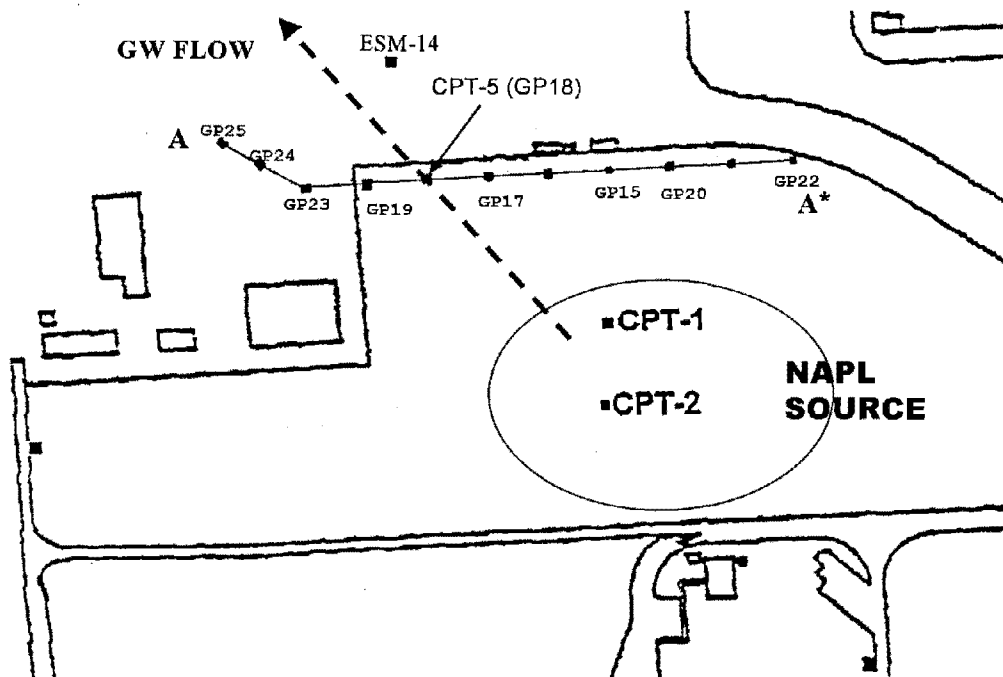 GW FLOW
ESM-14
CPT-5 (GP18)
A
GP25
GP24
GP23
GP19
GP17
GP15
GP20
GP22
A*
CPT-1
CPT-2
NAPL
SOURCE